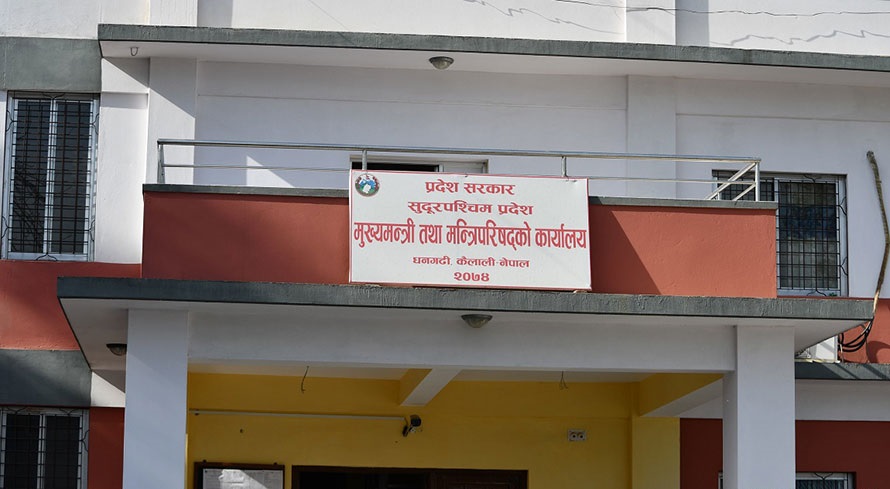 प्रदेश सरकार
सुदूरपश्चिम प्रदेश
मुख्यमन्त्री तथा मन्त्रिपरिषद्को कार्यालय
धनगढी, कैलाली-नेपाल
२०७४